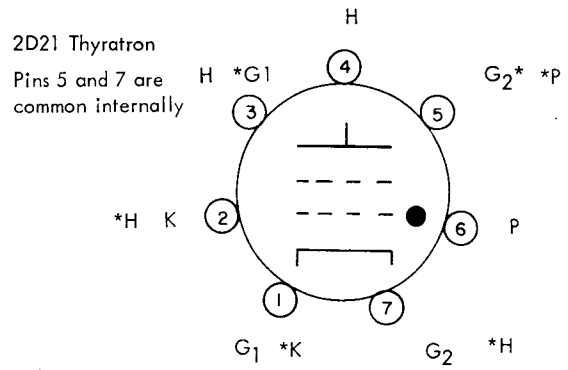 H
2D21 Thyratron
Pins 5 and 7 are
common internally
H *G1
4
G2* *P
3
5
*H K
2
6
P
1
7
G1 *K
G2 *H